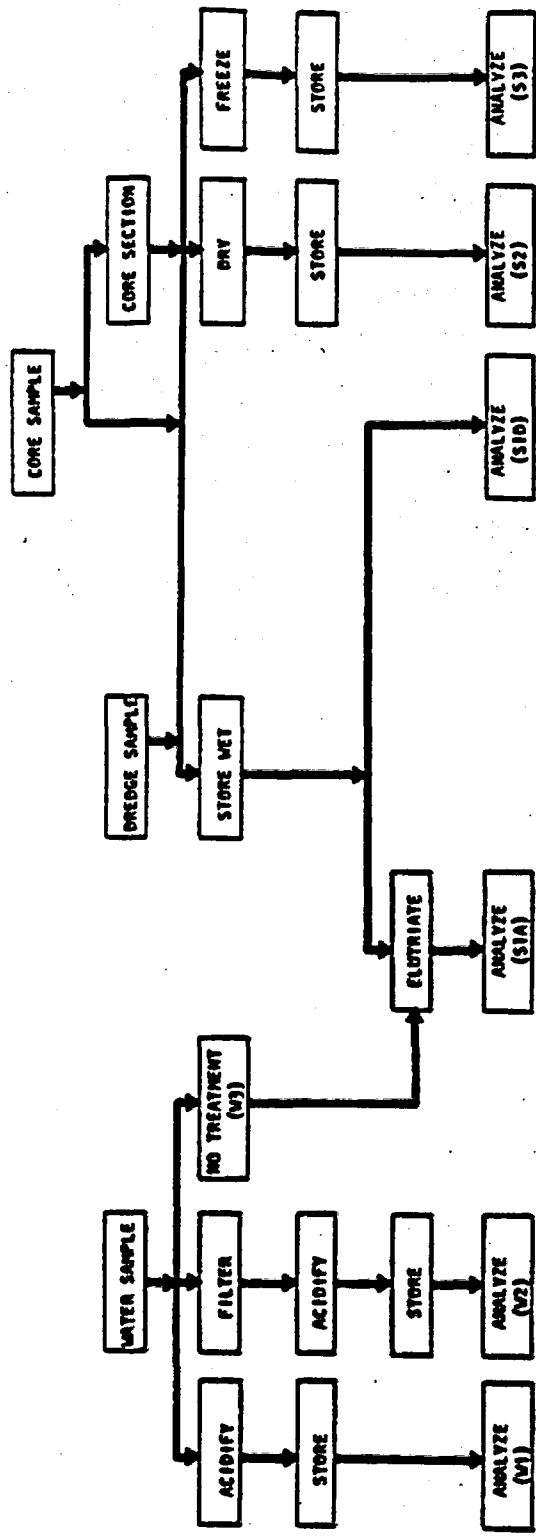 CORE SAMPLE
WATER SAMPLE
DREDGE SAMPLE
CORE SECTION
ACIDIFY
FILTER
NO TREATMENT
(W3)
STORE WET
DRY
FREEZE
STORE
ACIDIFY
STORE
STORE
STORE
ELUTRIATE
ANALYZE
(W1)
ANALYZE
(W2)
ANALYZE
(S1A)
ANALYZE
(S1D)
ANALYZE
(S2)
ANALYZE
(S3)